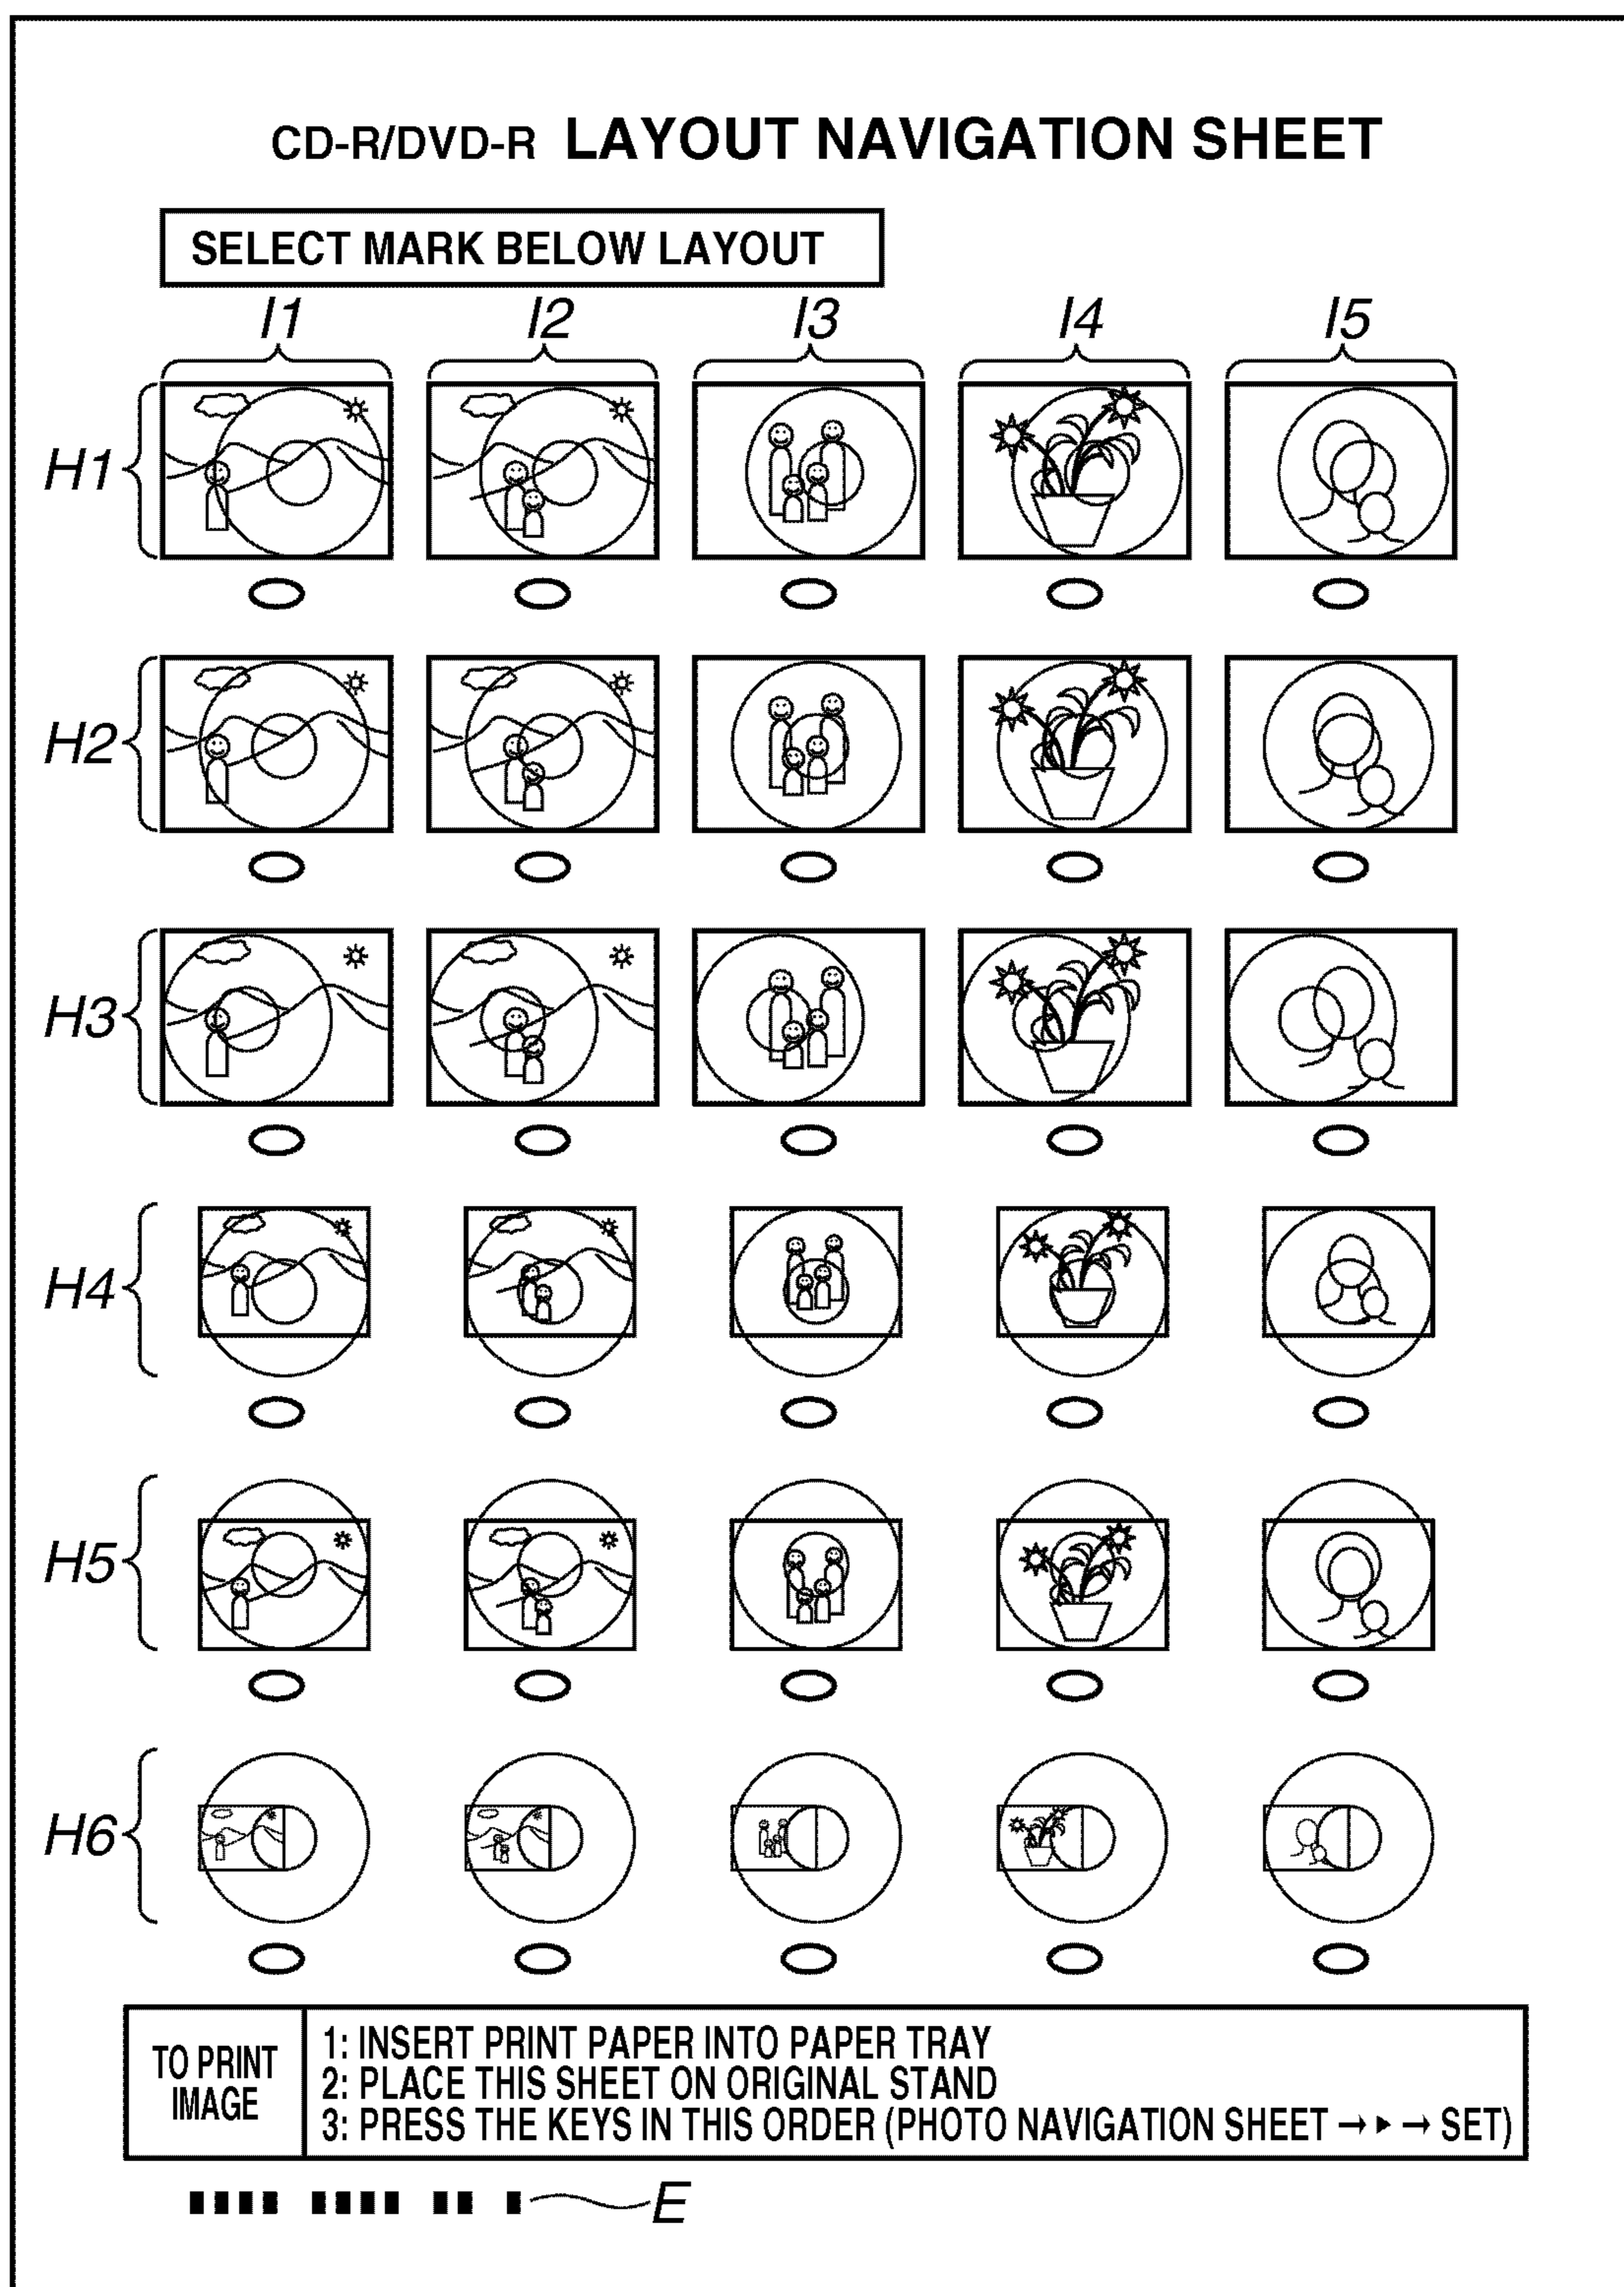 CD-R/DVD-R LAYOUT NAVIGATION SHEET
SELECT MARK BELOW LAYOUT
I1 I2 I3 I4 I5
H1
H2
H3
H4
H5
H6
TO PRINT IMAGE
1: INSERT PRINT PAPER INTO PAPER TRAY
2: PLACE THIS SHEET ON ORIGINAL STAND
3: PRESS THE KEYS IN THIS ORDER (PHOTO NAVIGATION SHEET → ▶ → SET)
E